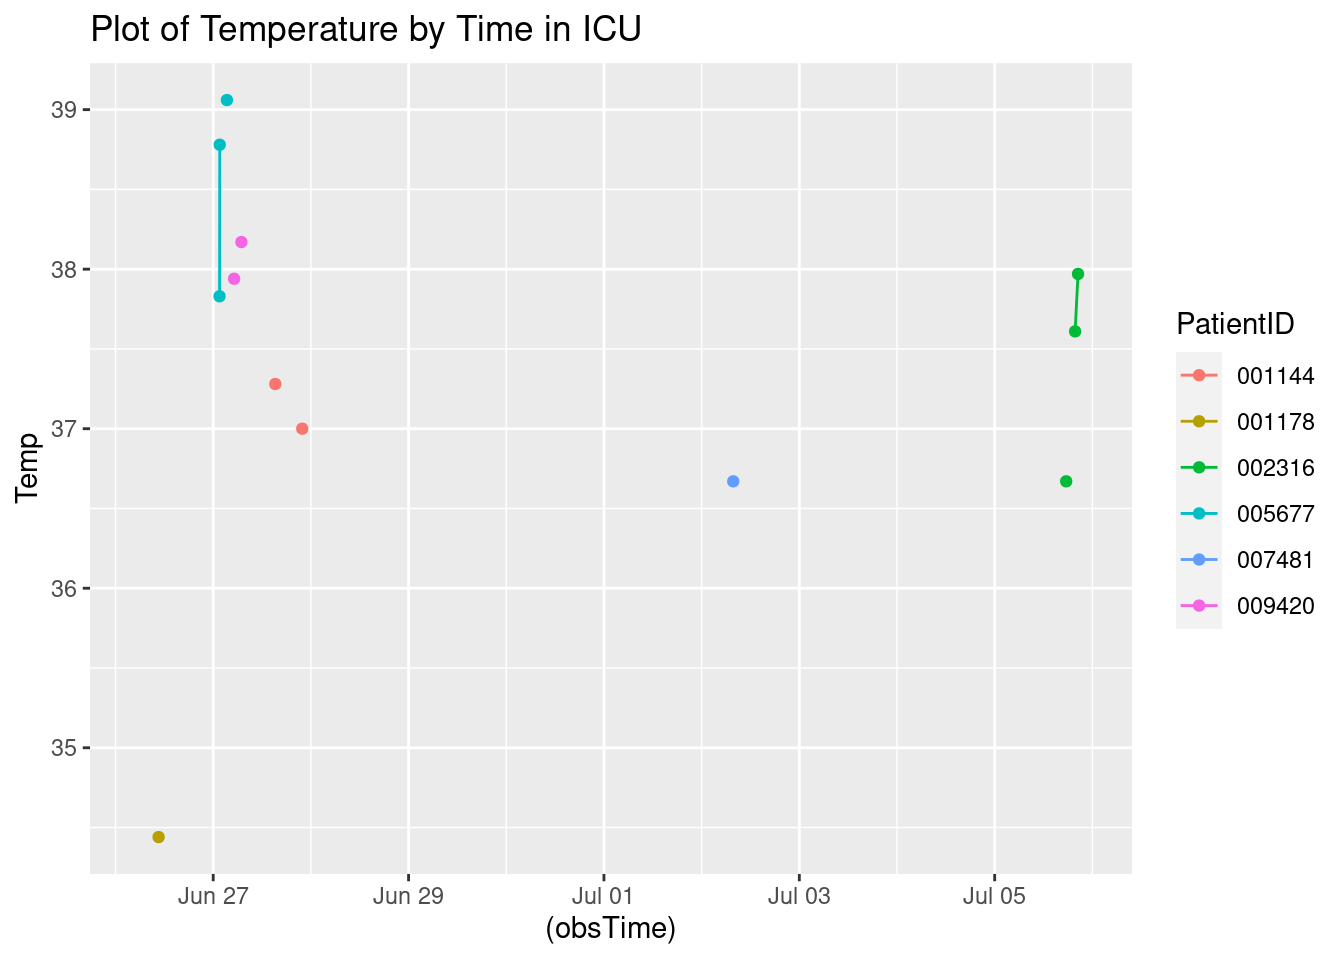 Plot of Temperature by Time in ICU
39
38
37
36
35
Temp
Jun 27 Jun 29 Jul 01 Jul 03 Jul 05
(obsTime)
PatientID
001144
001178
002316
005677
007481
009420